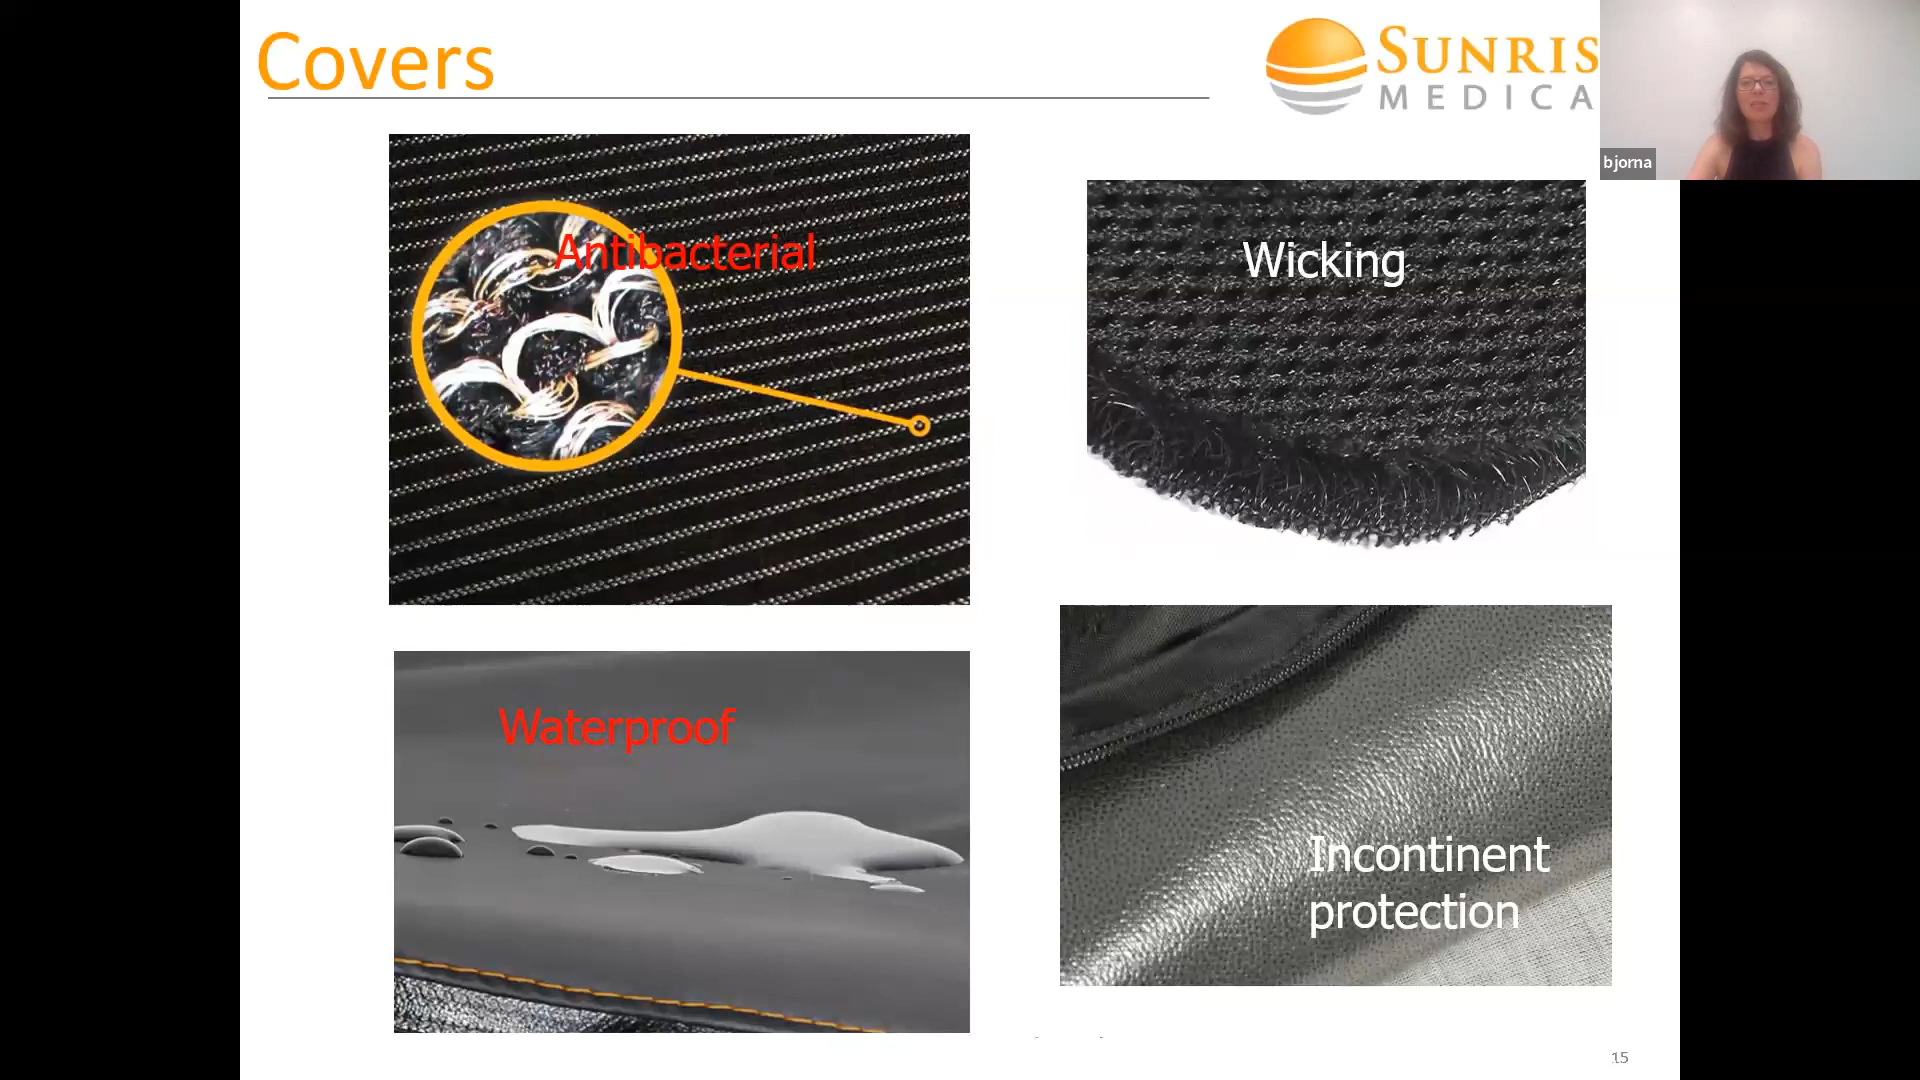 Covers
SUNRIS
MEDICA
bjorna
Antibacterial
Wicking
Waterproof
Incontinent
protection
15